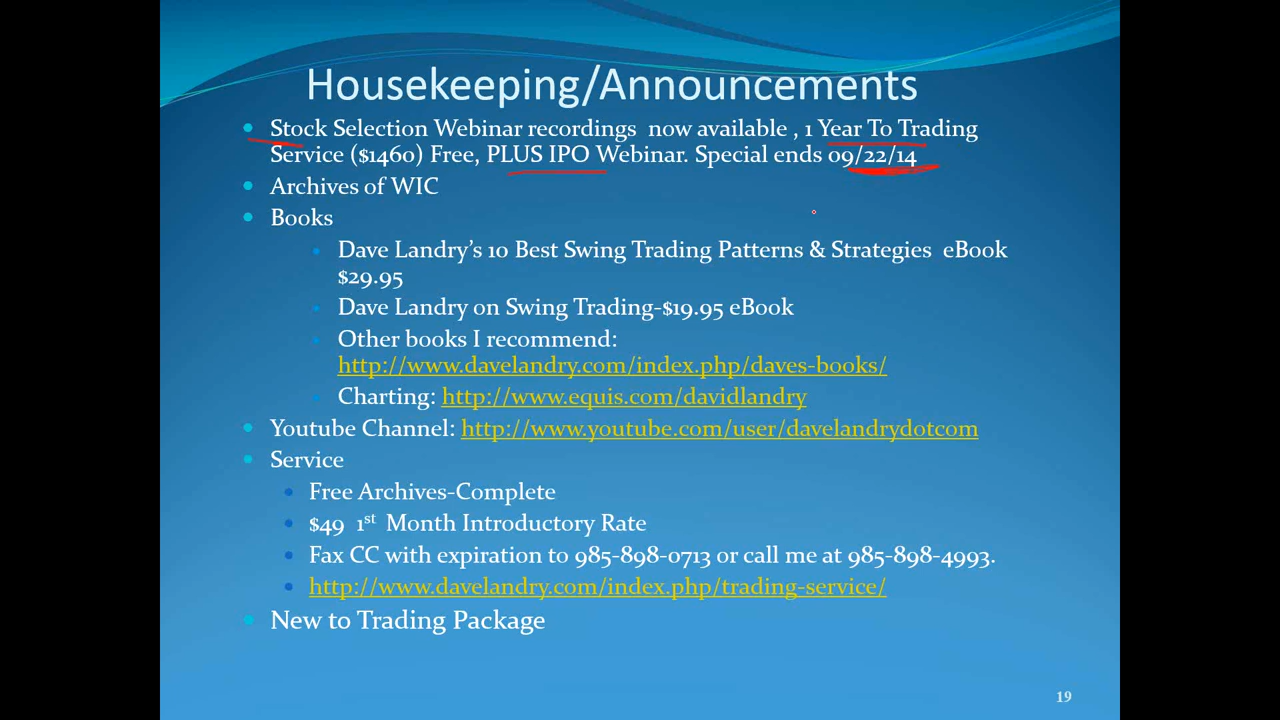 Housekeeping/Announcements
Stock Selection Webinar recordings now available , 1 Year To Trading
Service ($1460) Free, PLUS IPO Webinar. Special ends 09/22/14
Archives of WIC
Books
Dave Landry's 10 Best Swing Trading Patterns & Strategies eBook
$29.95
Dave Landry on Swing Trading-$19.95 eBook
Other books I recommend:
http://www.davelandry.com/index.php/daves-books/
Charting: http://www.equis.com/davidlandry
Youtube Channel: http://www.youtube.com/user/davelandrydotcom
Service
Free Archives-Complete
$49 1st Month Introductory Rate
Fax CC with expiration to 985-898-0713 or call me at 985-898-4993.
http://www.davelandry.com/index.php/trading-service/
New to Trading Package
19